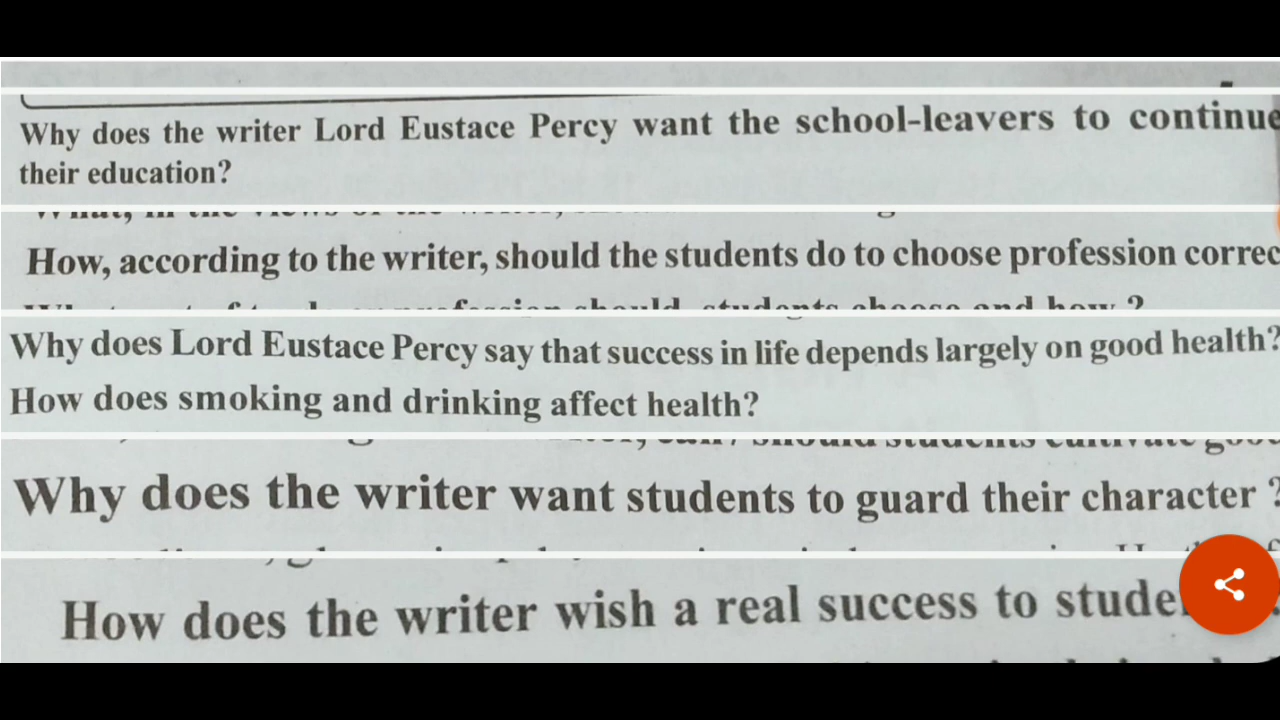 Why does the writer Lord Eustace Percy want the school-leavers to continue
their education?
How, according to the writer, should the students do to choose profession correc
Why does Lord Eustace Percy say that success in life depends largely on good health?
How does smoking and drinking affect health?
Why does the writer want students to guard their character ?
How does the writer wish a real success to stude